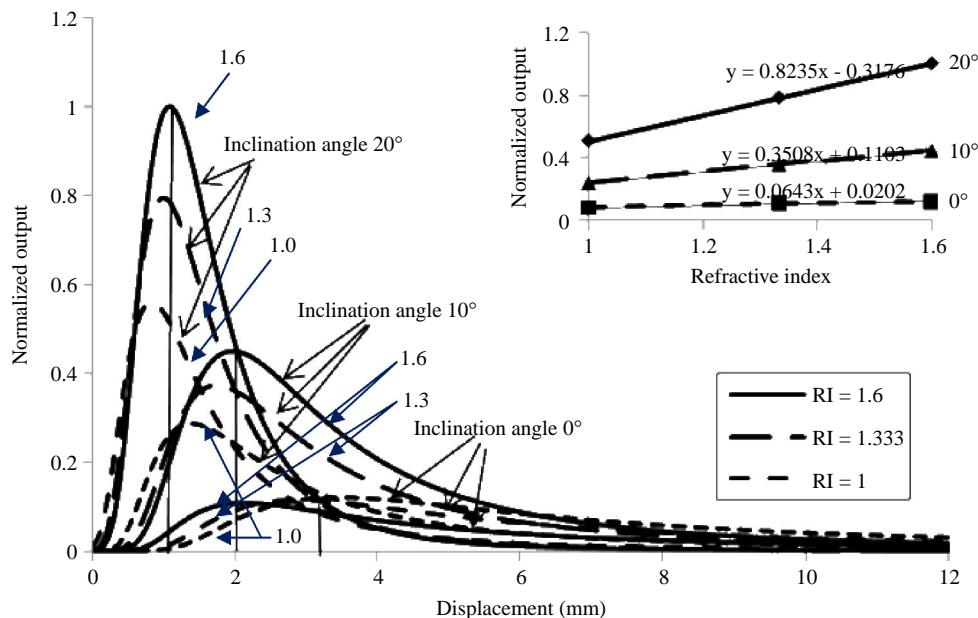 1.2
1
0.8
0.6
0.4
0.2
0
Normalized output
0
2
4
6
8
10
12
Displacement (mm)
1.6
Inclination angle 20°
1.3
1.0
Inclination angle 10°
1.6
1.3
Inclination angle 0°
1.0
RI = 1.6
RI = 1.333
RI = 1
1.2
0.8
0.4
0
Normalized output
y = 0.8235x - 0.3176
20°
y = 0.3508x + 0.1103
10°
y = 0.0643x + 0.0202
0°
1
1.2
1.4
1.6
Refractive index